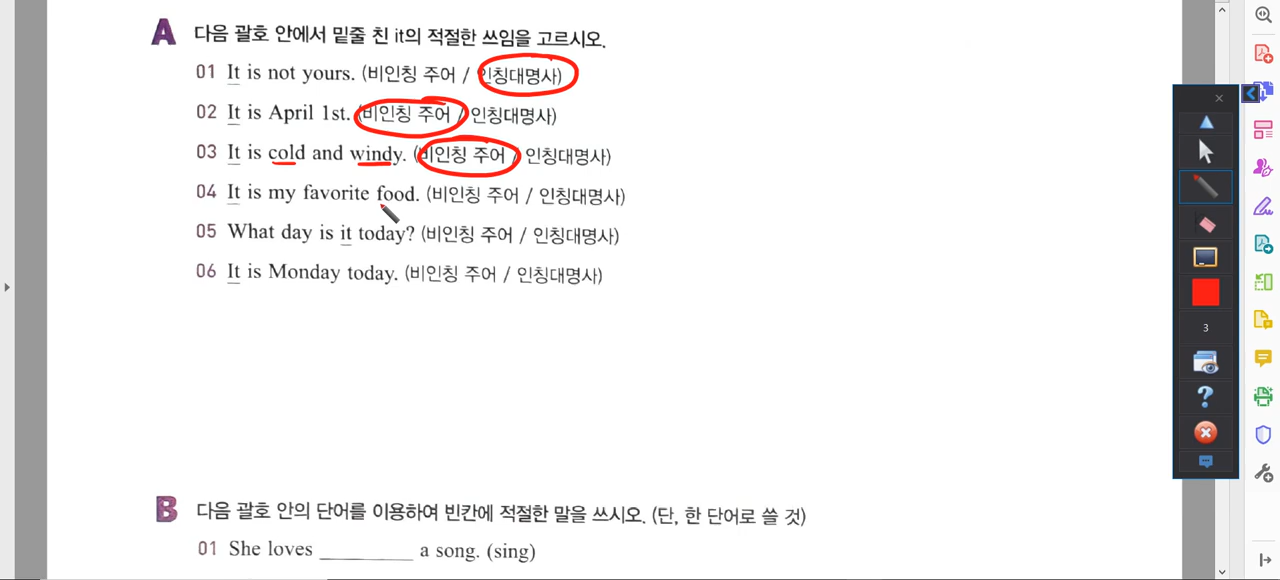 A 다음 괄호 안에서 밑줄 친 it의 적절한 쓰임을 고르시오.
01 It is not yours. (비인칭 주어 / 인칭대명사)
02 It is April 1st. (비인칭 주어 / 인칭대명사)
03 It is cold and windy. (비인칭 주어 / 인칭대명사)
04 It is my favorite food. (비인칭 주어 / 인칭대명사)
05 What day is it today? (비인칭 주어 / 인칭대명사)
06 It is Monday today. (비인칭 주어 / 인칭대명사)
3
?
B 다음 괄호 안의 단어를 이용하여 빈칸에 적절한 말을 쓰시오. (단, 한 단어로 쓸 것)
01 She loves ________ a song. (sing)